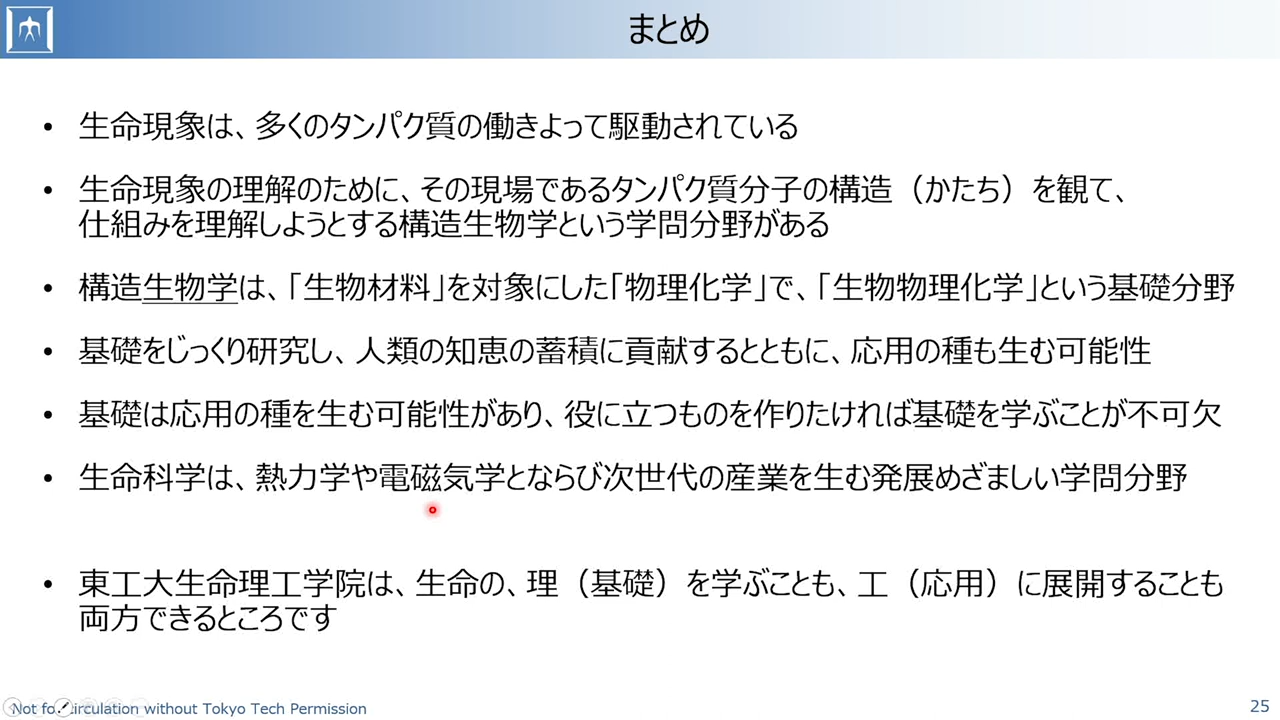 まとめ
• 生命現象は、多くのタンパク質の働きよって駆動されている
• 生命現象の理解のために、その現場であるタンパク質分子の構造（かたち）を観て、
仕組みを理解しようとする構造生物学という学問分野がある
• 構造生物学は、「生物材料」を対象にした「物理化学」で、「生物物理化学」という基礎分野
• 基礎をじっくり研究し、人類の知恵の蓄積に貢献するとともに、応用の種も生む可能性
• 基礎は応用の種を生む可能性があり、役に立つものを作りたければ基礎を学ぶことが不可欠
• 生命科学は、熱力学や電磁気学とならび次世代の産業を生む発展めざましい学問分野
• 東工大生命理工学院は、生命の、理（基礎）を学ぶことも、工（応用）に展開することも
両方できるところです
Not for circulation without Tokyo Tech Permission
25